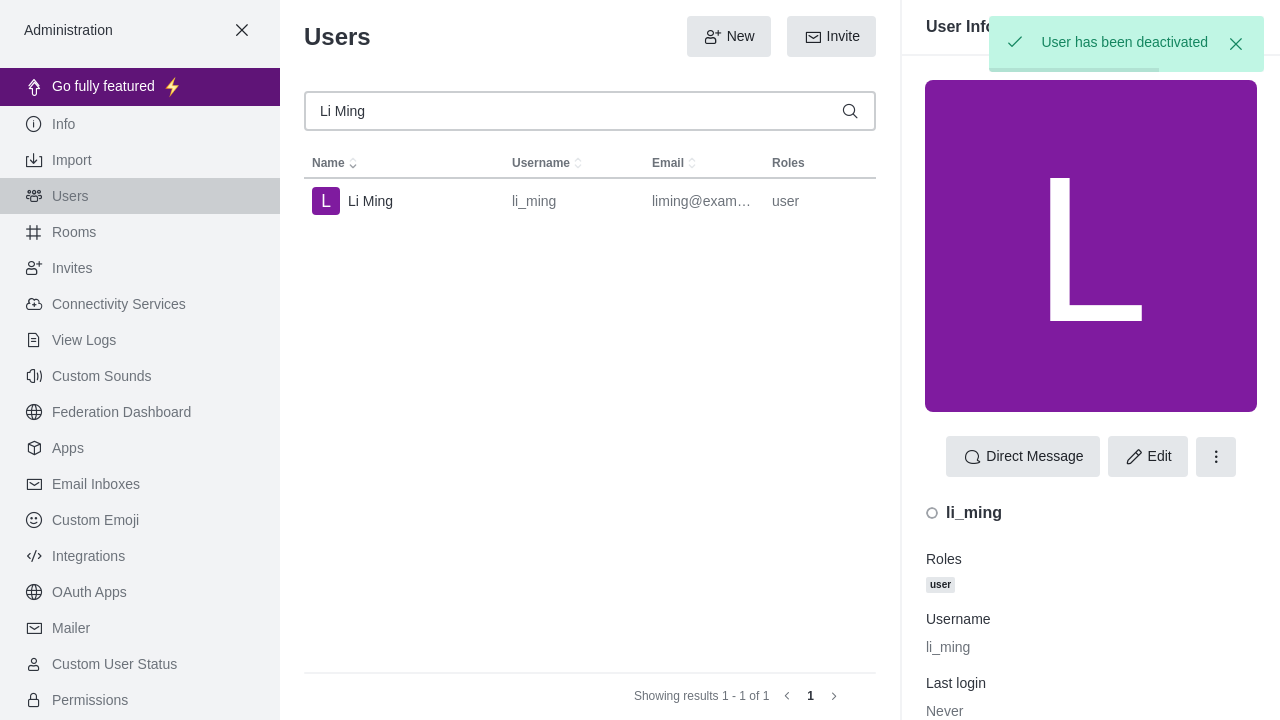 Administration
Go fully featured ⚡
Info
Import
Users
Rooms
Invites
Connectivity Services
View Logs
Custom Sounds
Federation Dashboard
Apps
Email Inboxes
Custom Emoji
Integrations
OAuth Apps
Mailer
Custom User Status
Permissions
Users
New
Invite
Li Ming
Name Username Email Roles
L Li Ming li_ming liming@exam… user
Showing results 1 - 1 of 1 1
User Info
User has been deactivated
L
Direct Message Edit
li_ming
Roles
user
Username
li_ming
Last login
Never